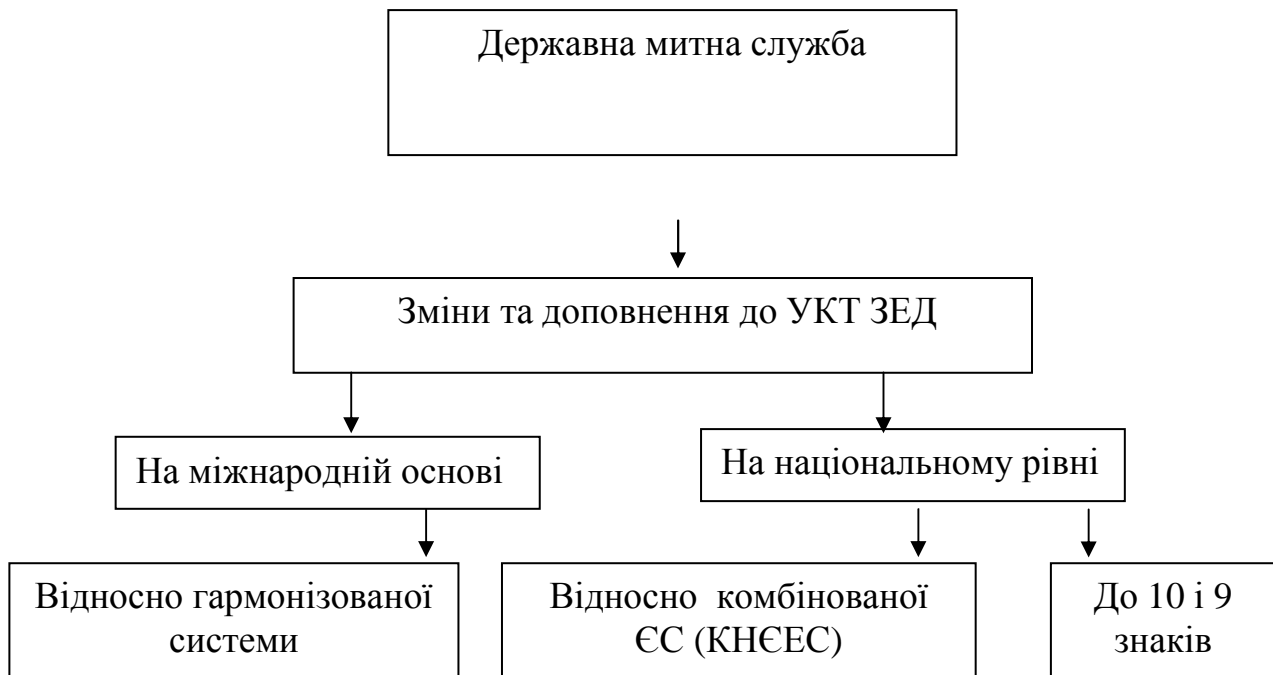 Державна митна служба
Зміни та доповнення до УКТ ЗЕД
На міжнародній основі
На національному рівні
Відносно гармонізованої
системи
Відносно комбінованої
ЄС (КНЄЕС)
До 10 і 9
знаків